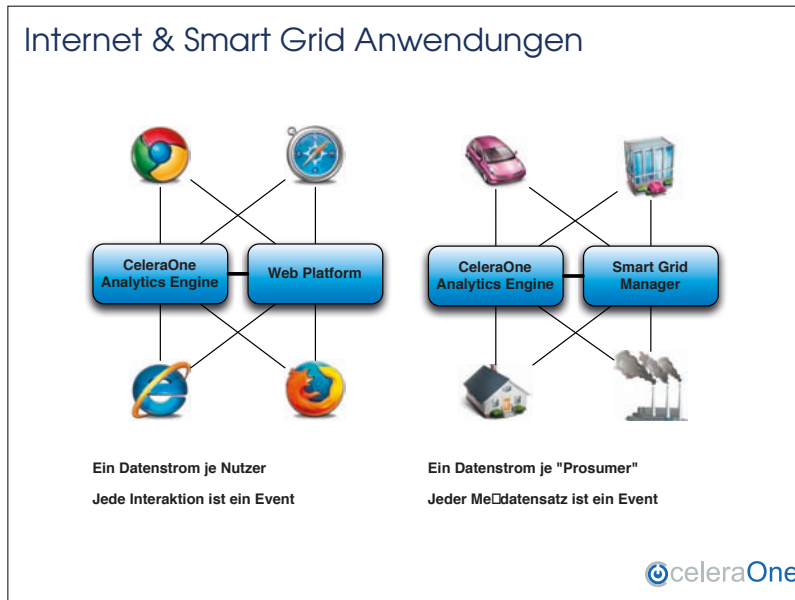 Internet & Smart Grid Anwendungen
CeleraOne
Analytics Engine
Web Platform
CeleraOne
Analytics Engine
Smart Grid
Manager
Ein Datenstrom je Nutzer
Jede Interaktion ist ein Event
Ein Datenstrom je "Prosumer"
Jeder Me□datensatz ist ein Event
celeraOne